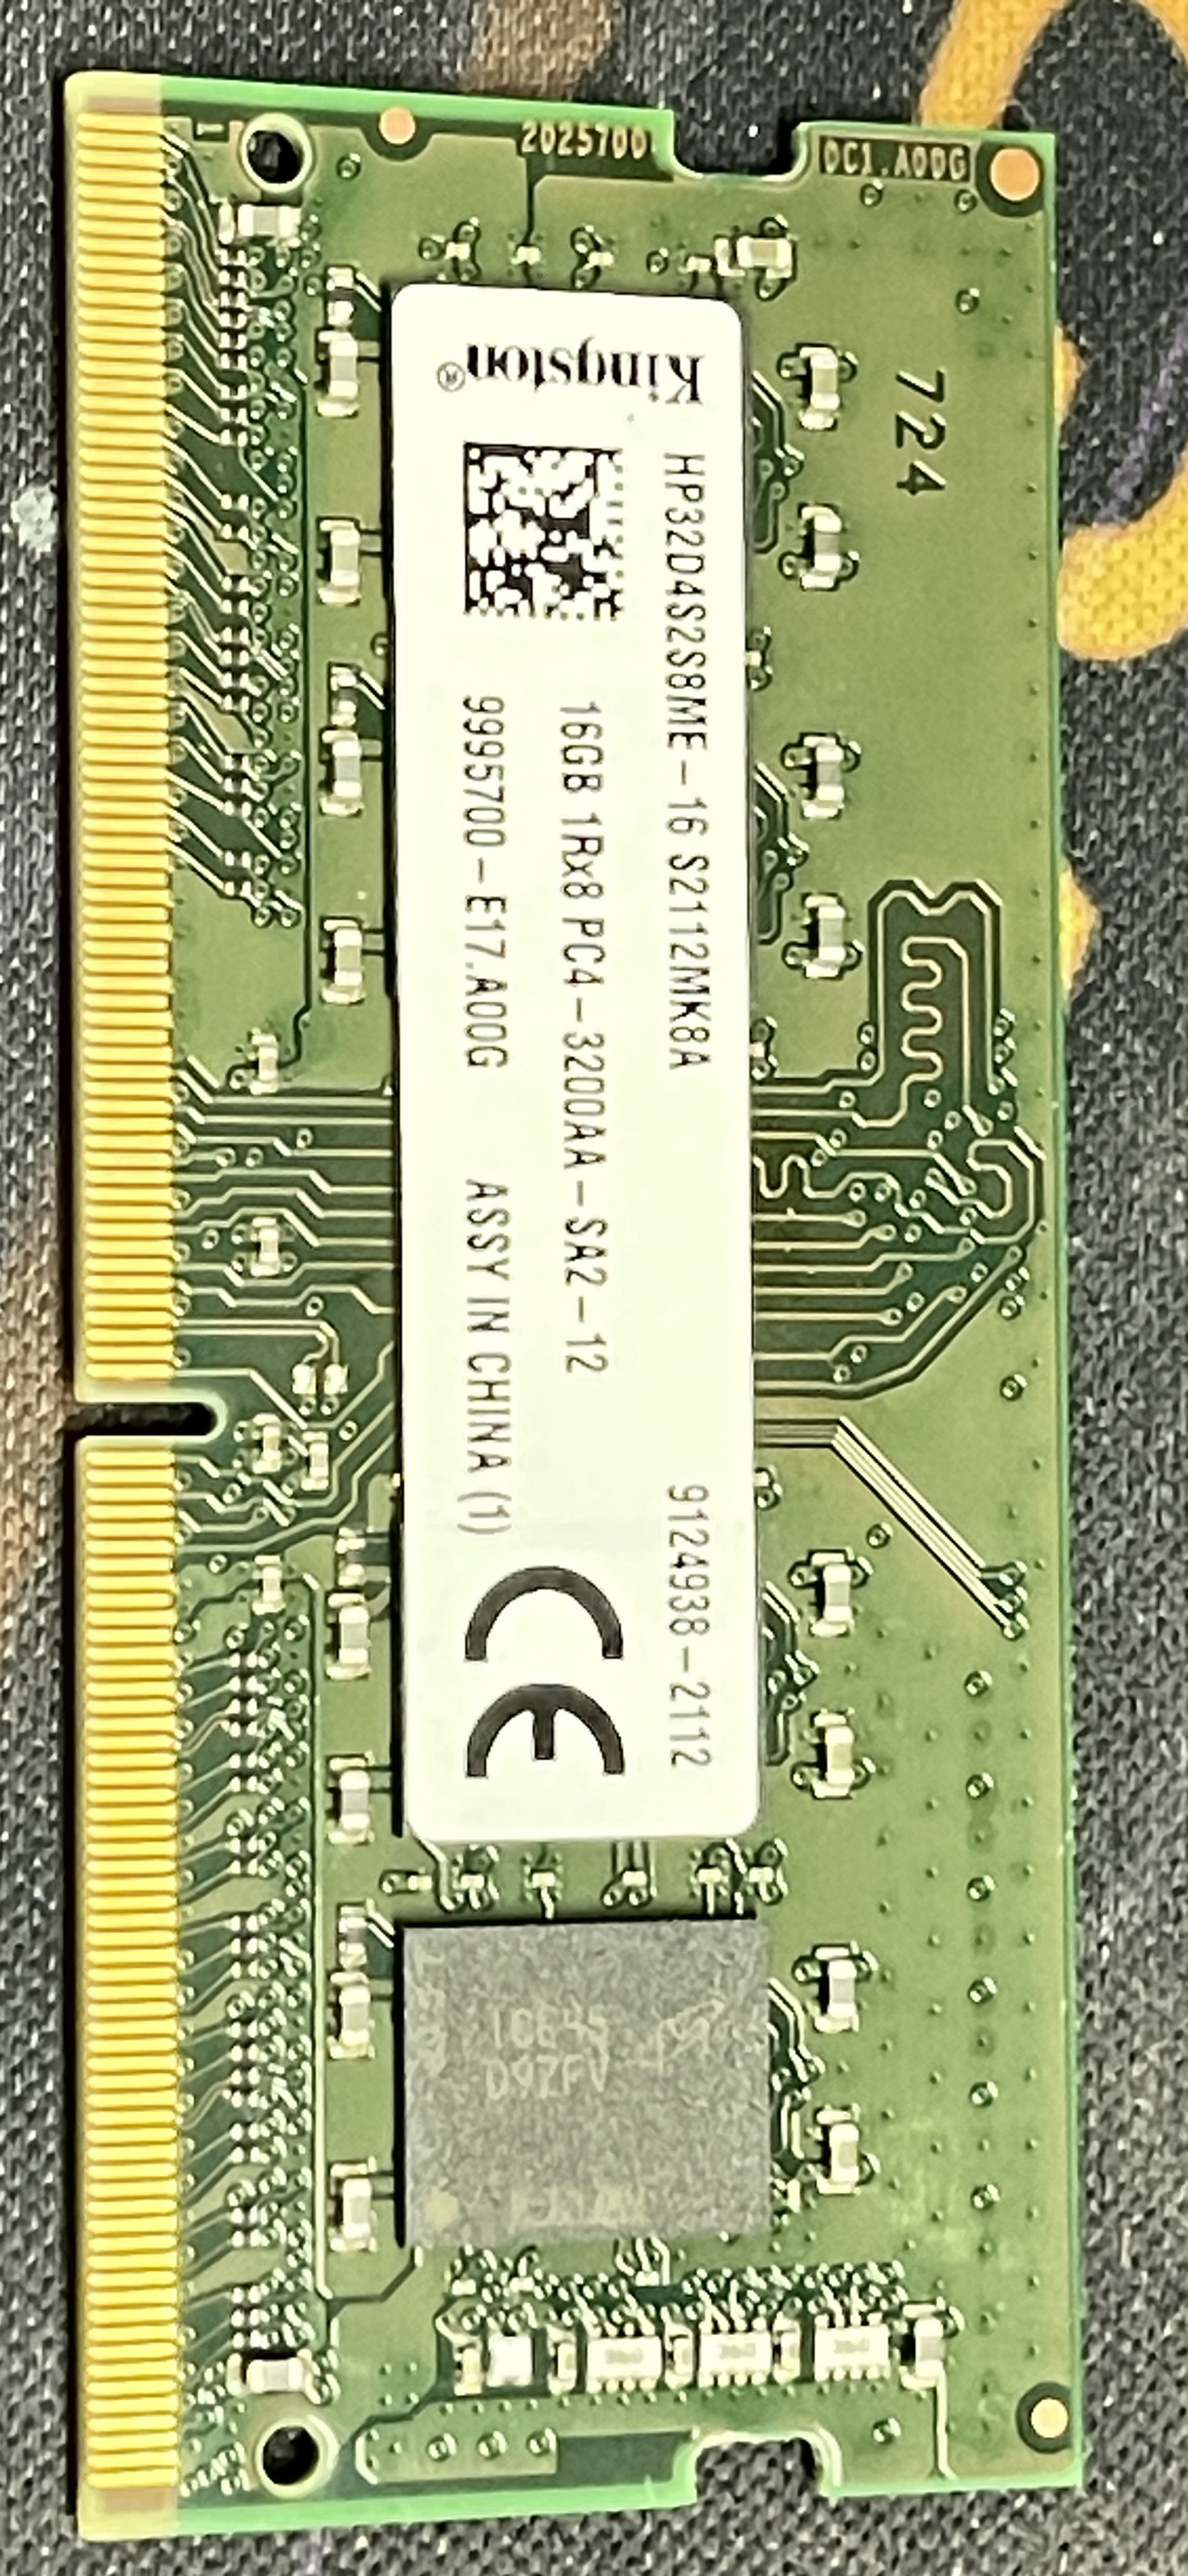 2025700
DC1.A00G
724
Kingston®
HP32D4S2S8ME-16 S2112MK8A
9124938-2112
16GB 1Rx8 PC4-3200AA-SA2-12
9995700-E17.A00G ASSY IN CHINA (1)
CE
D9ZFV